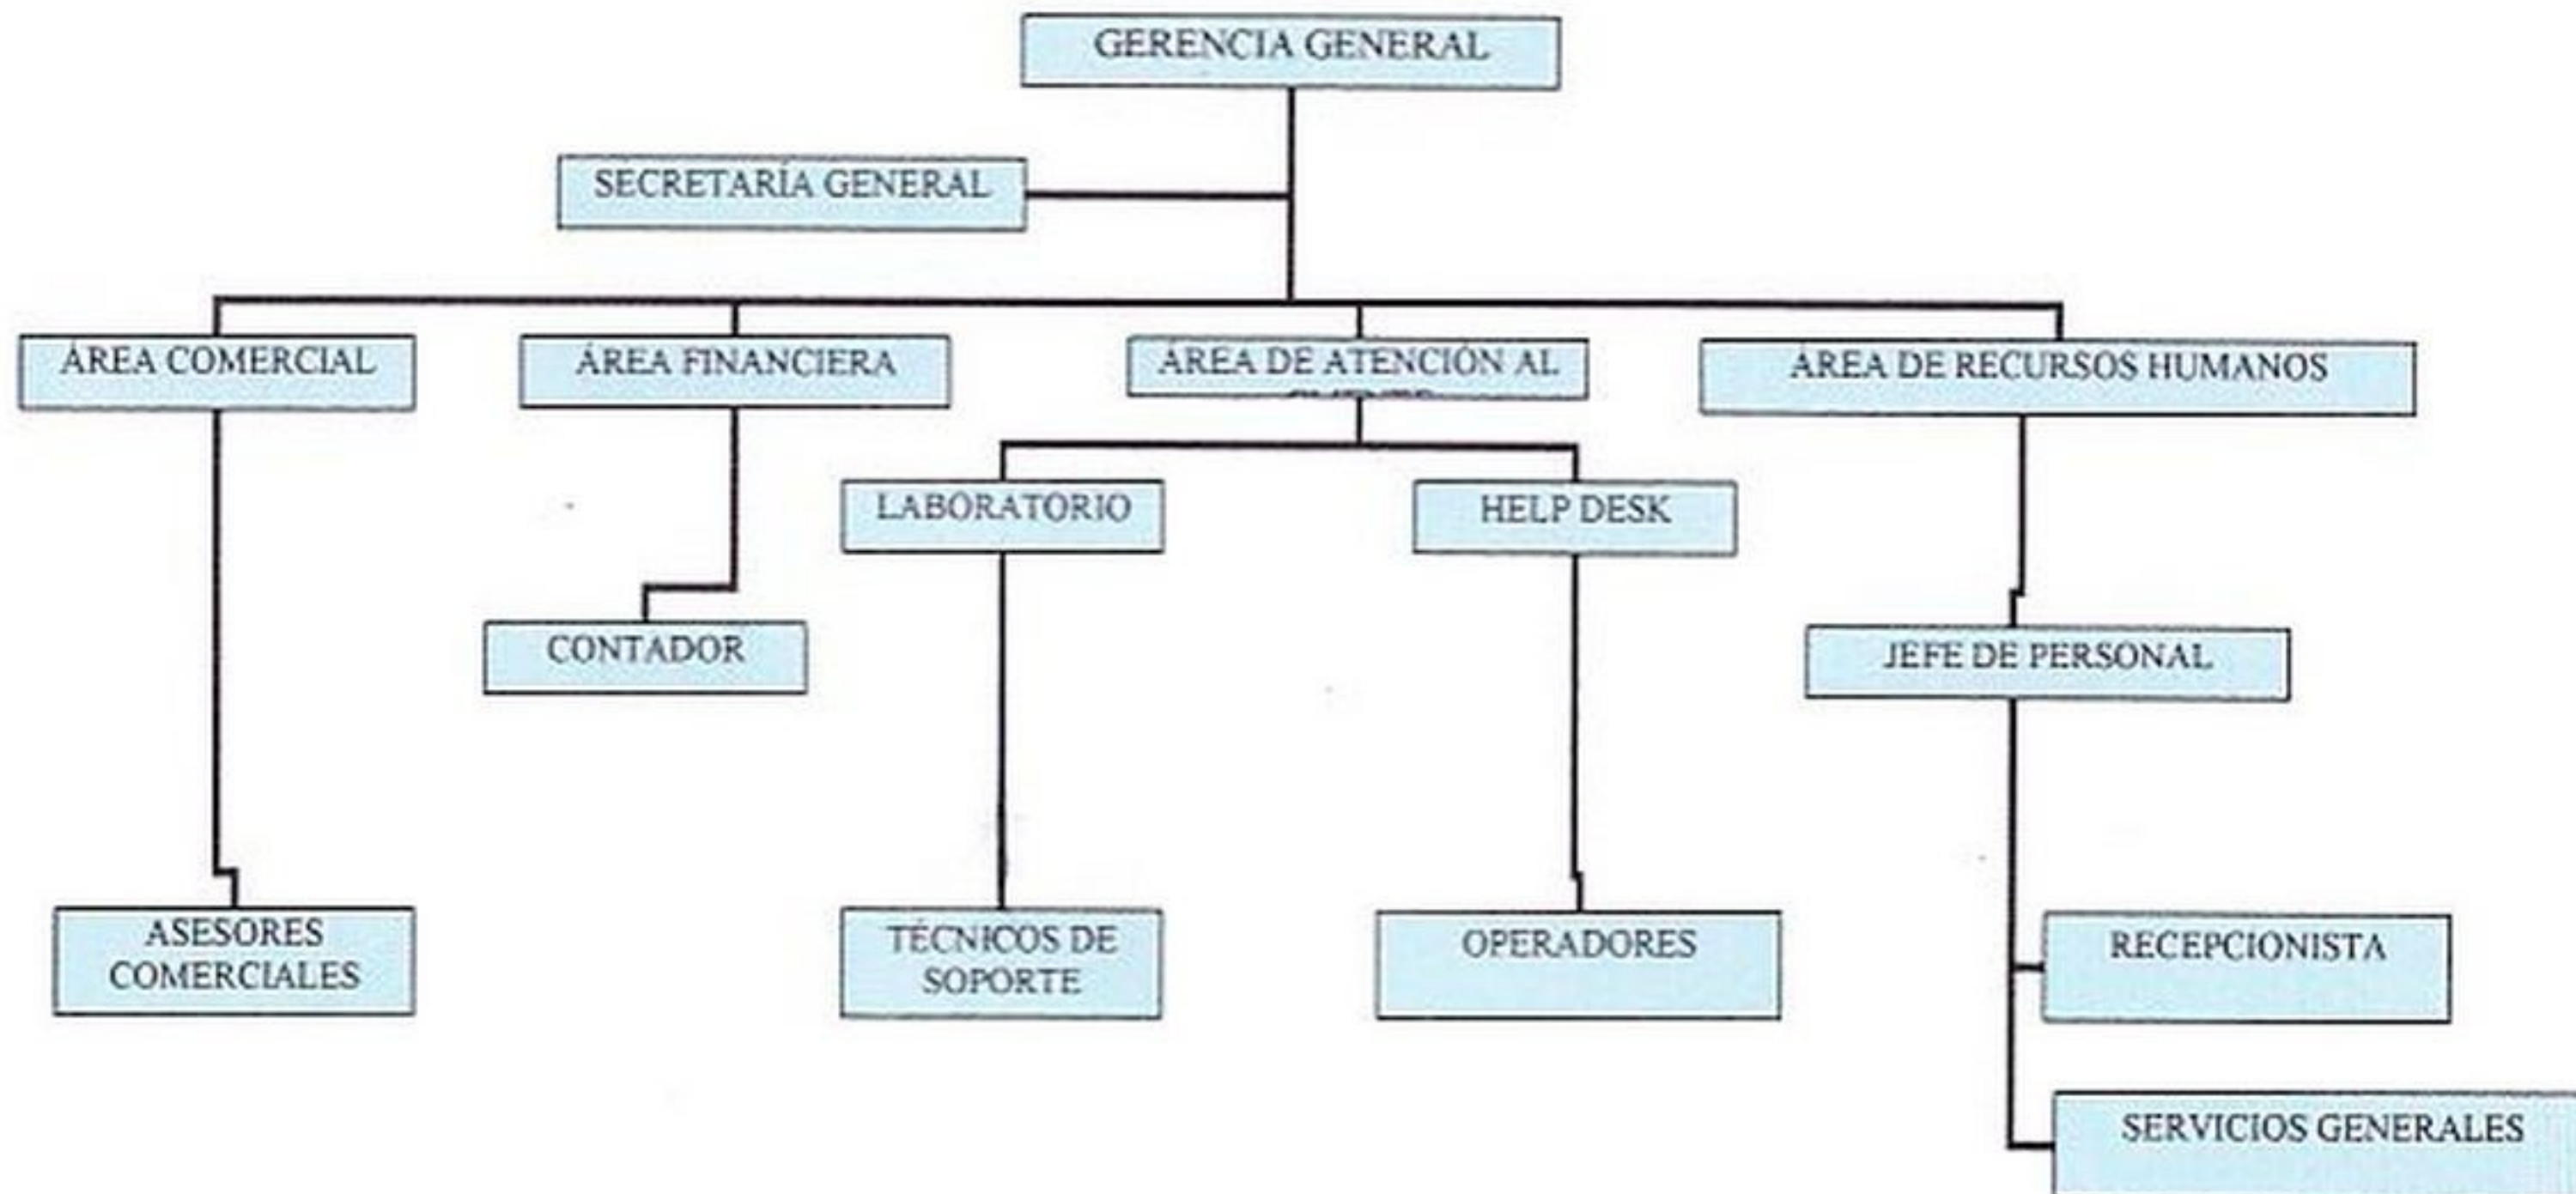 GERENCIA GENERAL
SECRETARÍA GENERAL
ÁREA COMERCIAL
ÁREA FINANCIERA
ÁREA DE ATENCIÓN AL
ÁREA DE RECURSOS HUMANOS
LABORATORIO
HELP DESK
CONTADOR
JEFE DE PERSONAL
ASESORES
COMERCIALES
TÉCNICOS DE
SOPORTE
OPERADORES
RECEPCIONISTA
SERVICIOS GENERALES